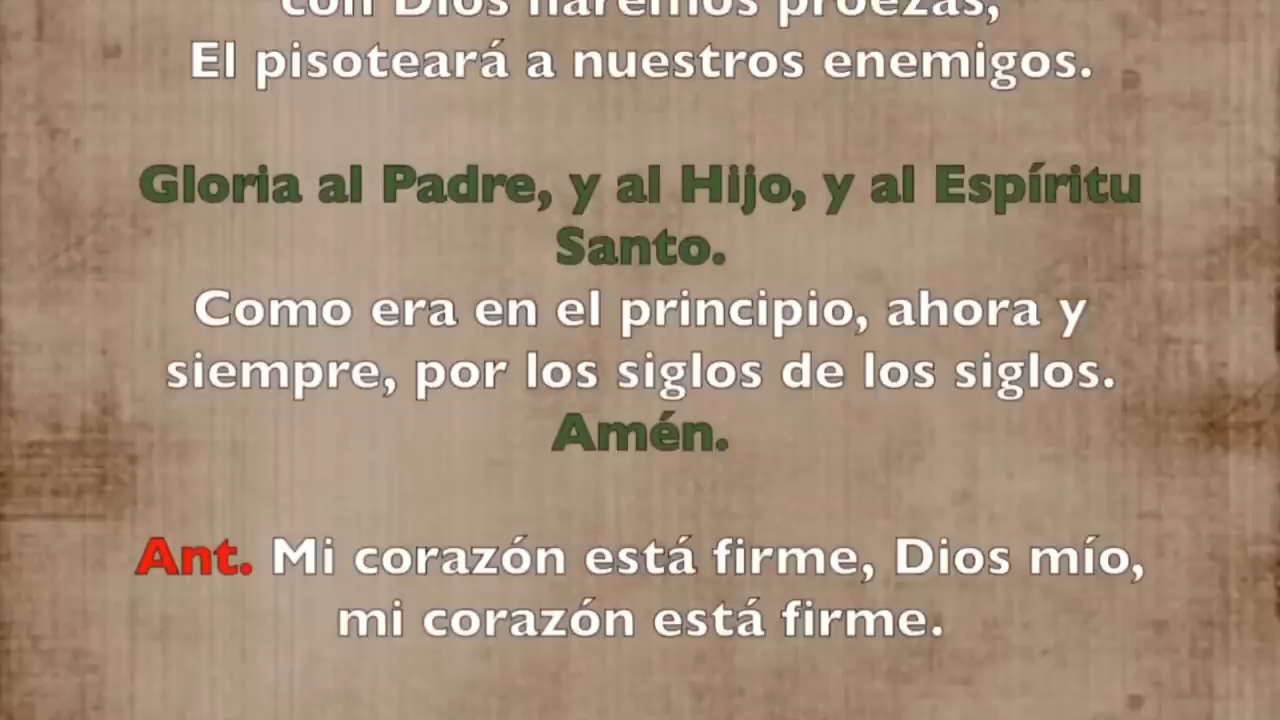 con Dios haremos proezas,
El pisoteará a nuestros enemigos.
Gloria al Padre, y al Hijo, y al Espíritu
Santo.
Como era en el principio, ahora y
siempre, por los siglos de los siglos.
Amén.
Ant. Mi corazón está firme, Dios mío,
mi corazón está firme.